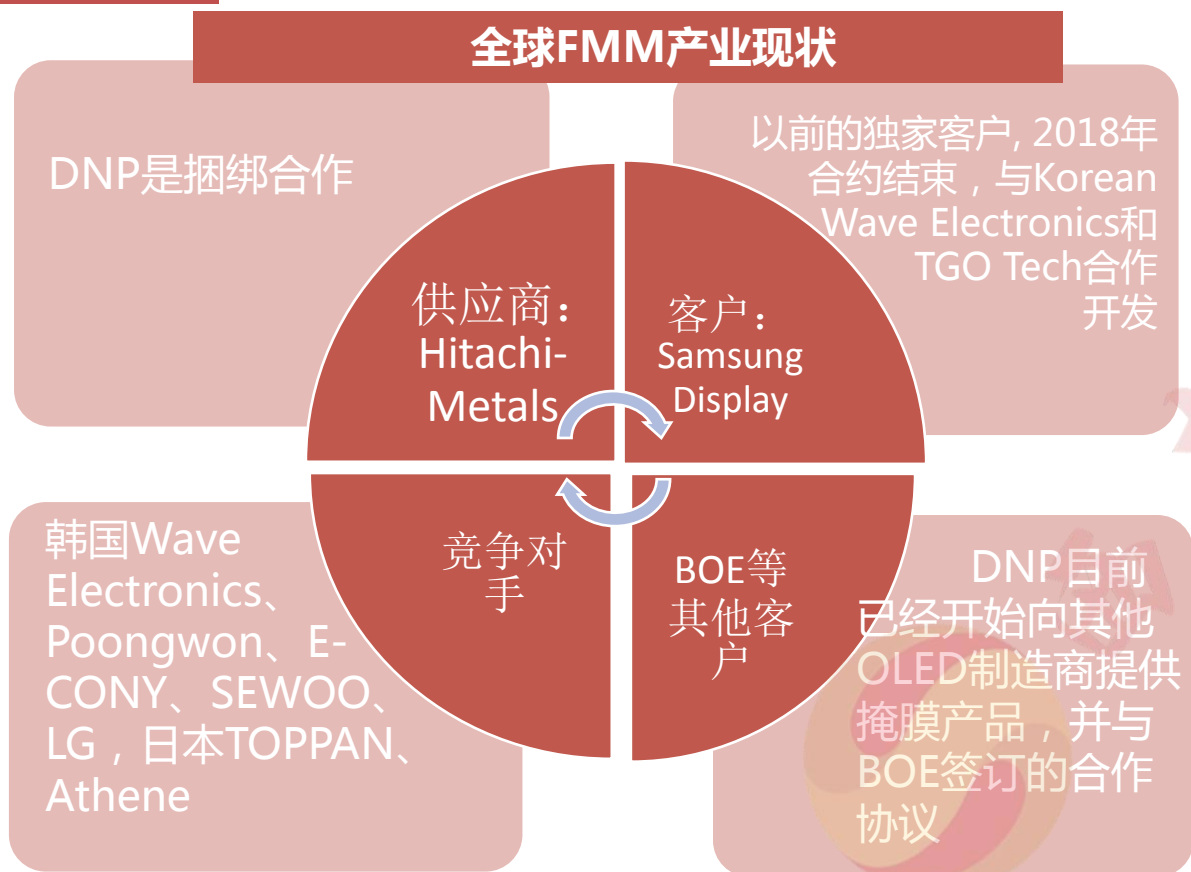 全球FMM产业现状
DNP是捆绑合作
以前的独家客户, 2018年
合约结束，与Korean
Wave Electronics和
TGO Tech合作
开发
供应商：
Hitachi-
Metals
客户：
Samsung
Display
韩国Wave
Electronics、
Poongwon、E-
CONY、SEWOO、
LG，日本TOPPAN、
Athene
竞争对
手
BOE等
其他客
户
DNP目前
已经开始向其他
OLED制造商提供
掩膜产品，并与
BOE签订的合作
协议